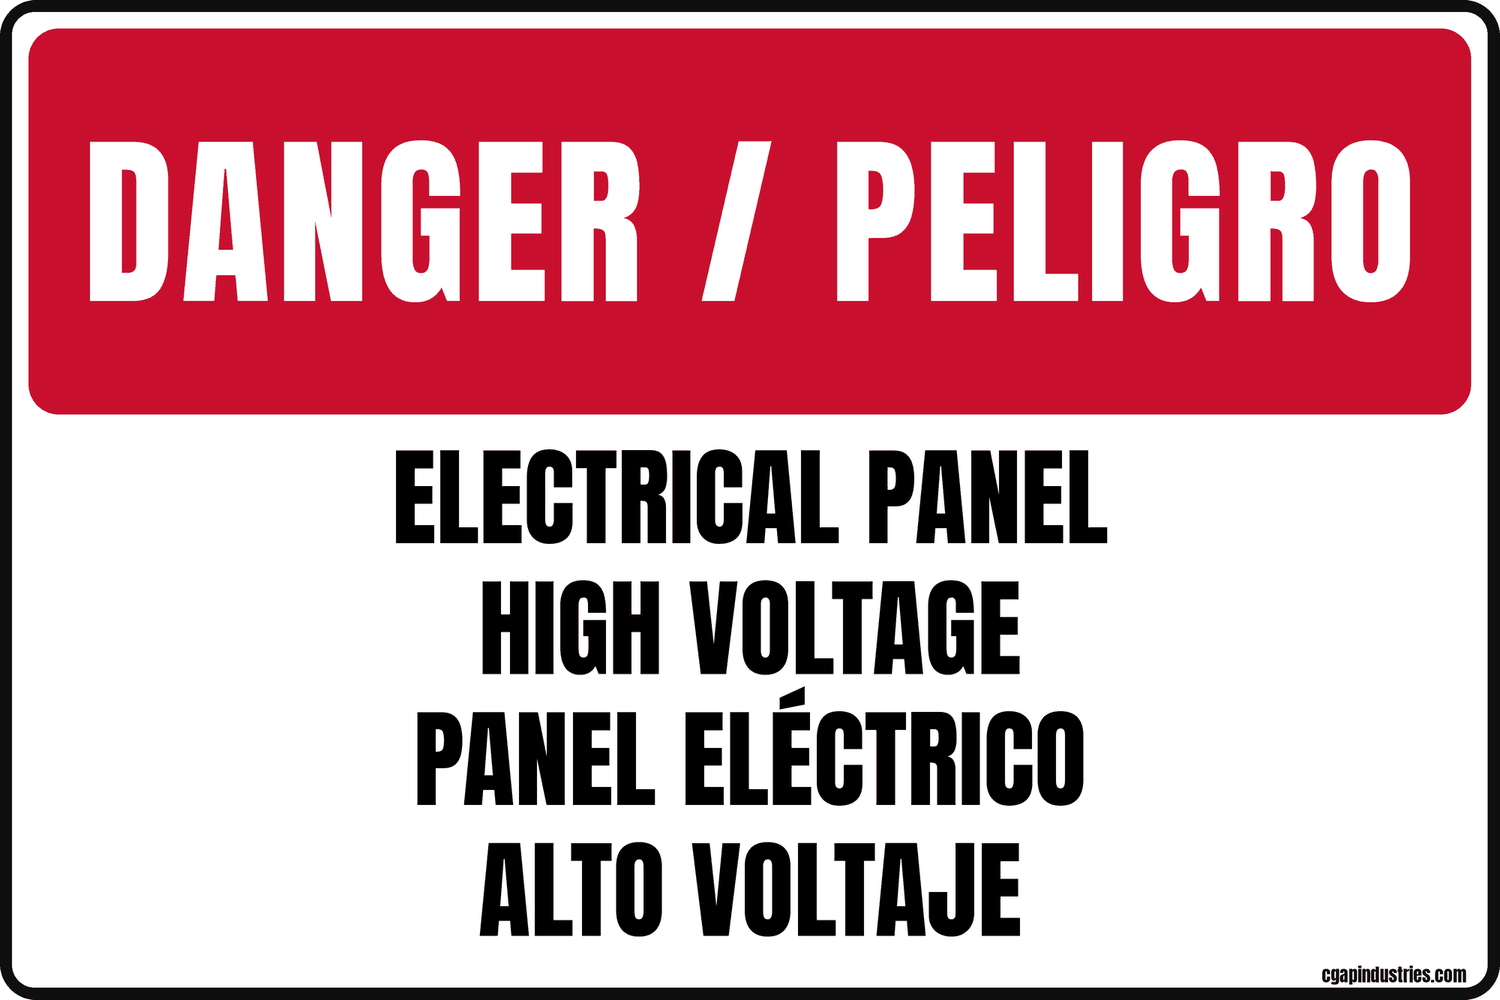 DANGER / PELIGRO
ELECTRICAL PANEL
HIGH VOLTAGE
PANEL ELÉCTRICO
ALTO VOLTAJE
cgapindustries.com